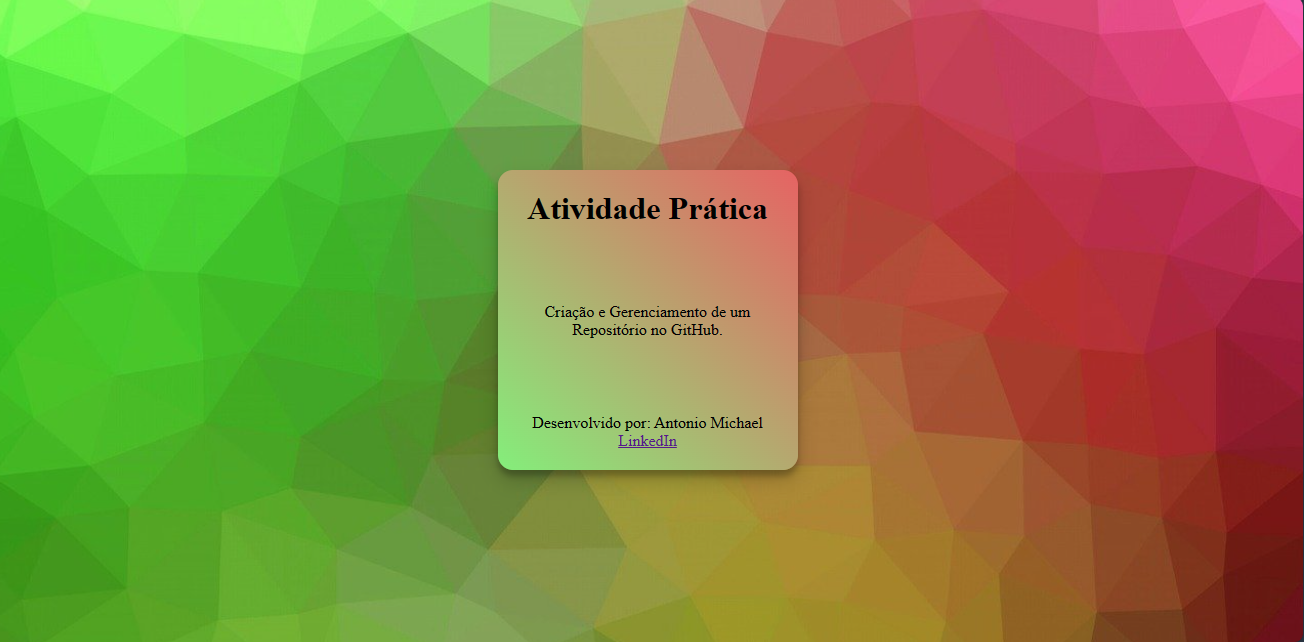 Atividade Prática
Criação e Gerenciamento de um
Repositório no GitHub.
Desenvolvido por: Antonio Michael
LinkedIn